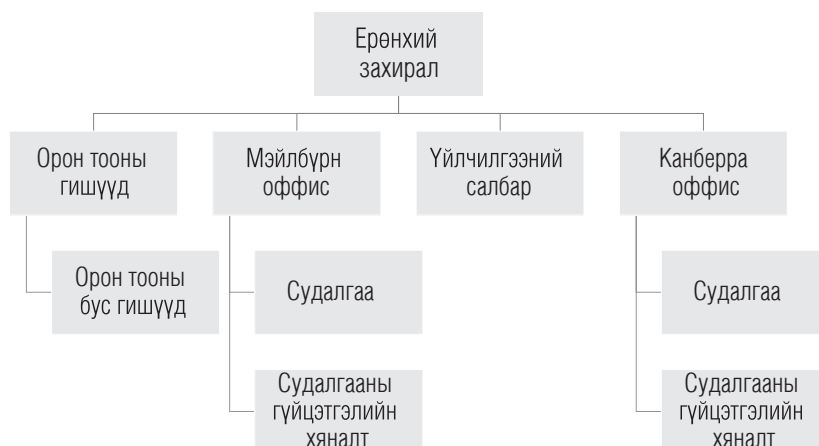 Ерөнхий
захирал
Орон тооны
гишүүд
Мэйлбүрн
оффис
Үйлчилгээний
салбар
Канберра
оффис
Орон тооны
бус гишүүд
Судалгаа
Судалгаа
Судалгааны
гүйцэтгэлийн
хяналт
Судалгааны
гүйцэтгэлийн
хяналт